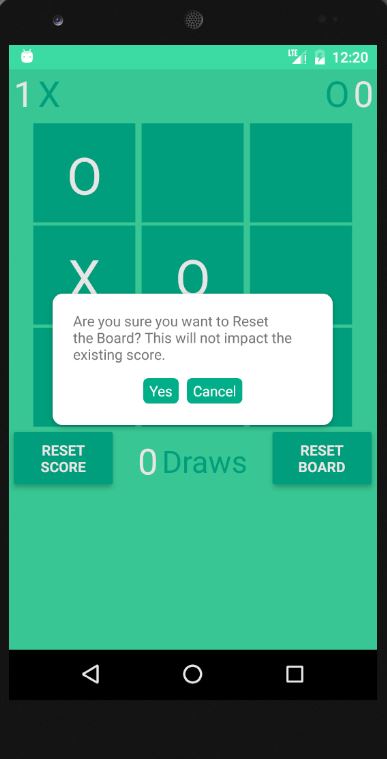 LTE 12:20
1 X O 0
O
X O
Are you sure you want to Reset
the Board? This will not impact the
existing score.
Yes Cancel
RESET
SCORE
0 Draws
RESET
BOARD